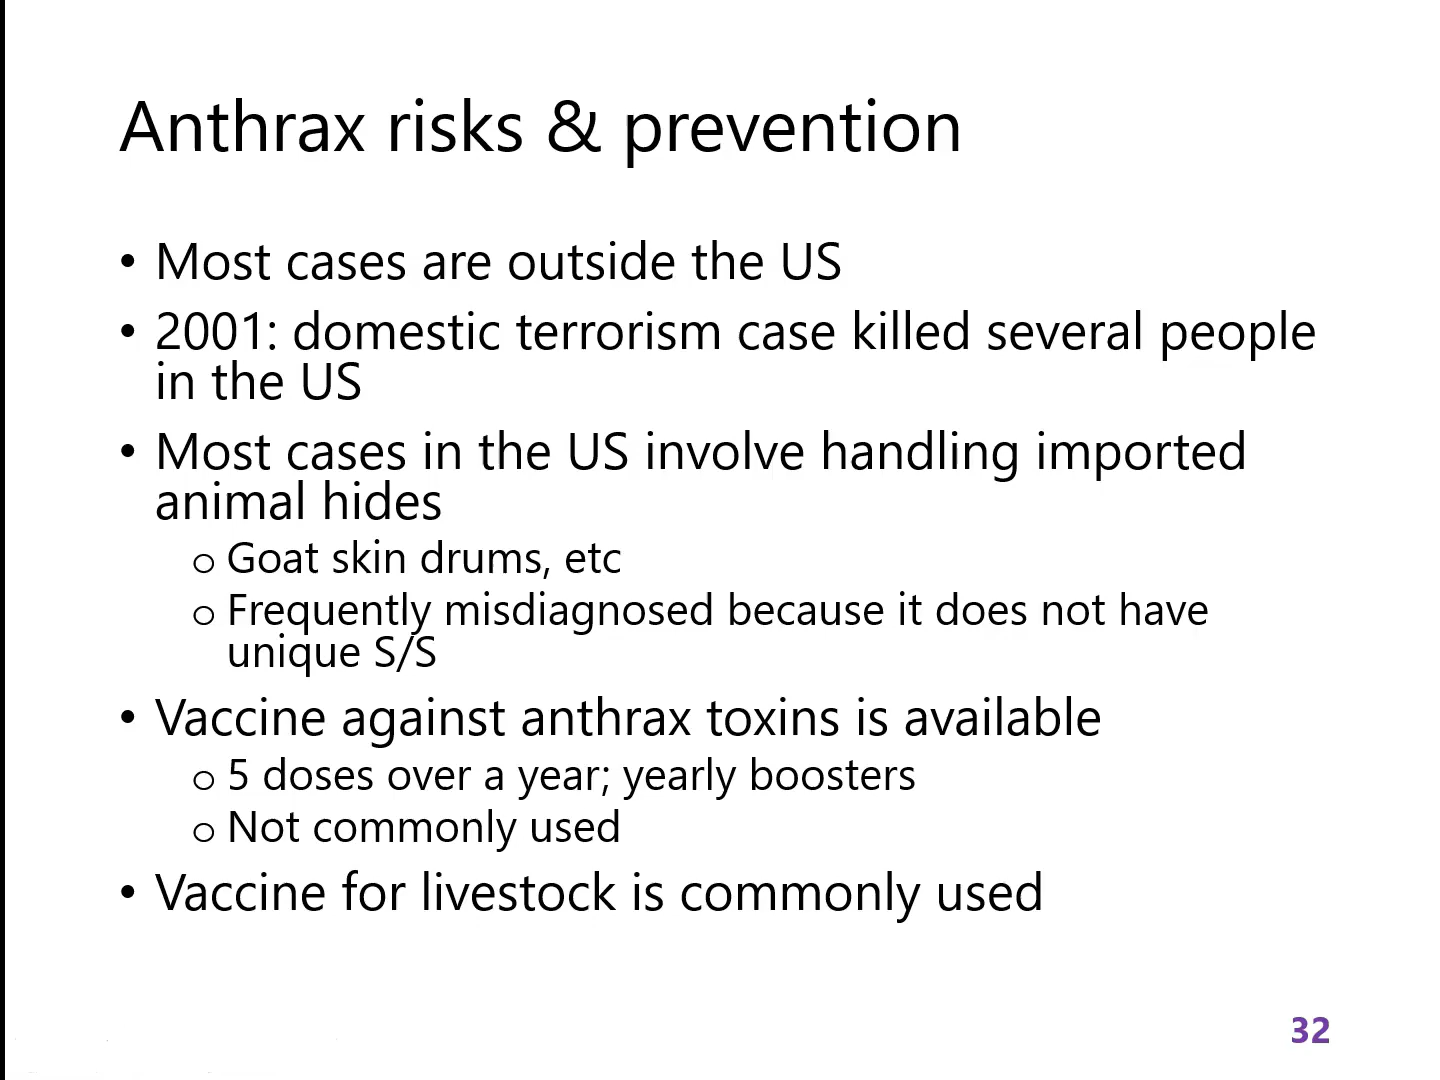 Anthrax risks & prevention
• Most cases are outside the US
• 2001: domestic terrorism case killed several people
in the US
• Most cases in the US involve handling imported
animal hides
o Goat skin drums, etc
o Frequently misdiagnosed because it does not have
unique S/S
• Vaccine against anthrax toxins is available
o 5 doses over a year; yearly boosters
o Not commonly used
• Vaccine for livestock is commonly used
32